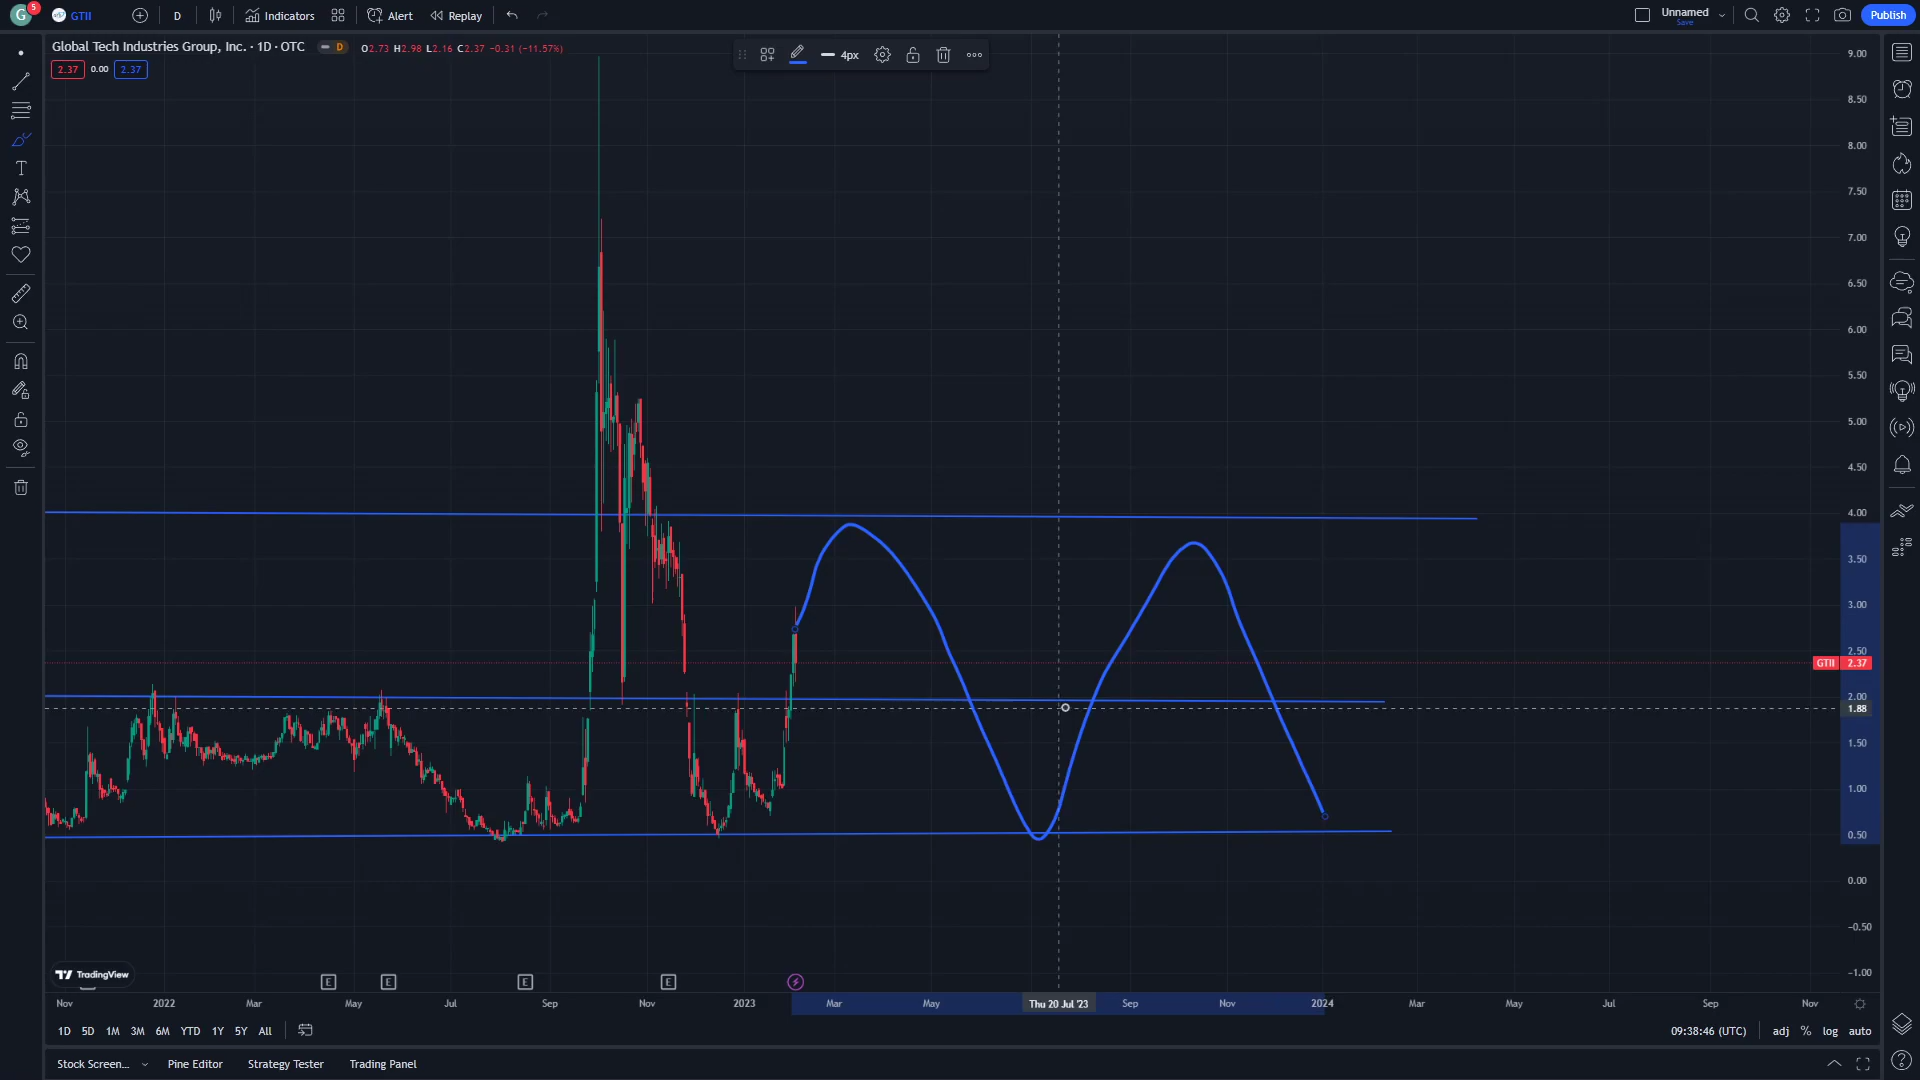 G 5 GTII D Indicators Alert Replay Unnamed Save Publish
Global Tech Industries Group, Inc. · 1D · OTC D O2.73 H2.98 L2.16 C2.37 −0.31 (−11.57%)
2.37 0.00 2.37
4px
T
9.00
8.50
8.00
7.50
7.00
6.50
6.00
5.50
5.00
4.50
4.00
3.50
3.00
2.50
GTII 2.37
2.00
1.88
1.50
1.00
0.50
0.00
−0.50
−1.00
TradingView
E E E E
Nov 2022 Mar May Jul Sep Nov 2023 Mar May Thu 20 Jul '23 Sep Nov 2024 Mar May Jul Sep Nov
1D 5D 1M 3M 6M YTD 1Y 5Y All 09:38:46 (UTC) adj % log auto
Stock Screen... Pine Editor Strategy Tester Trading Panel